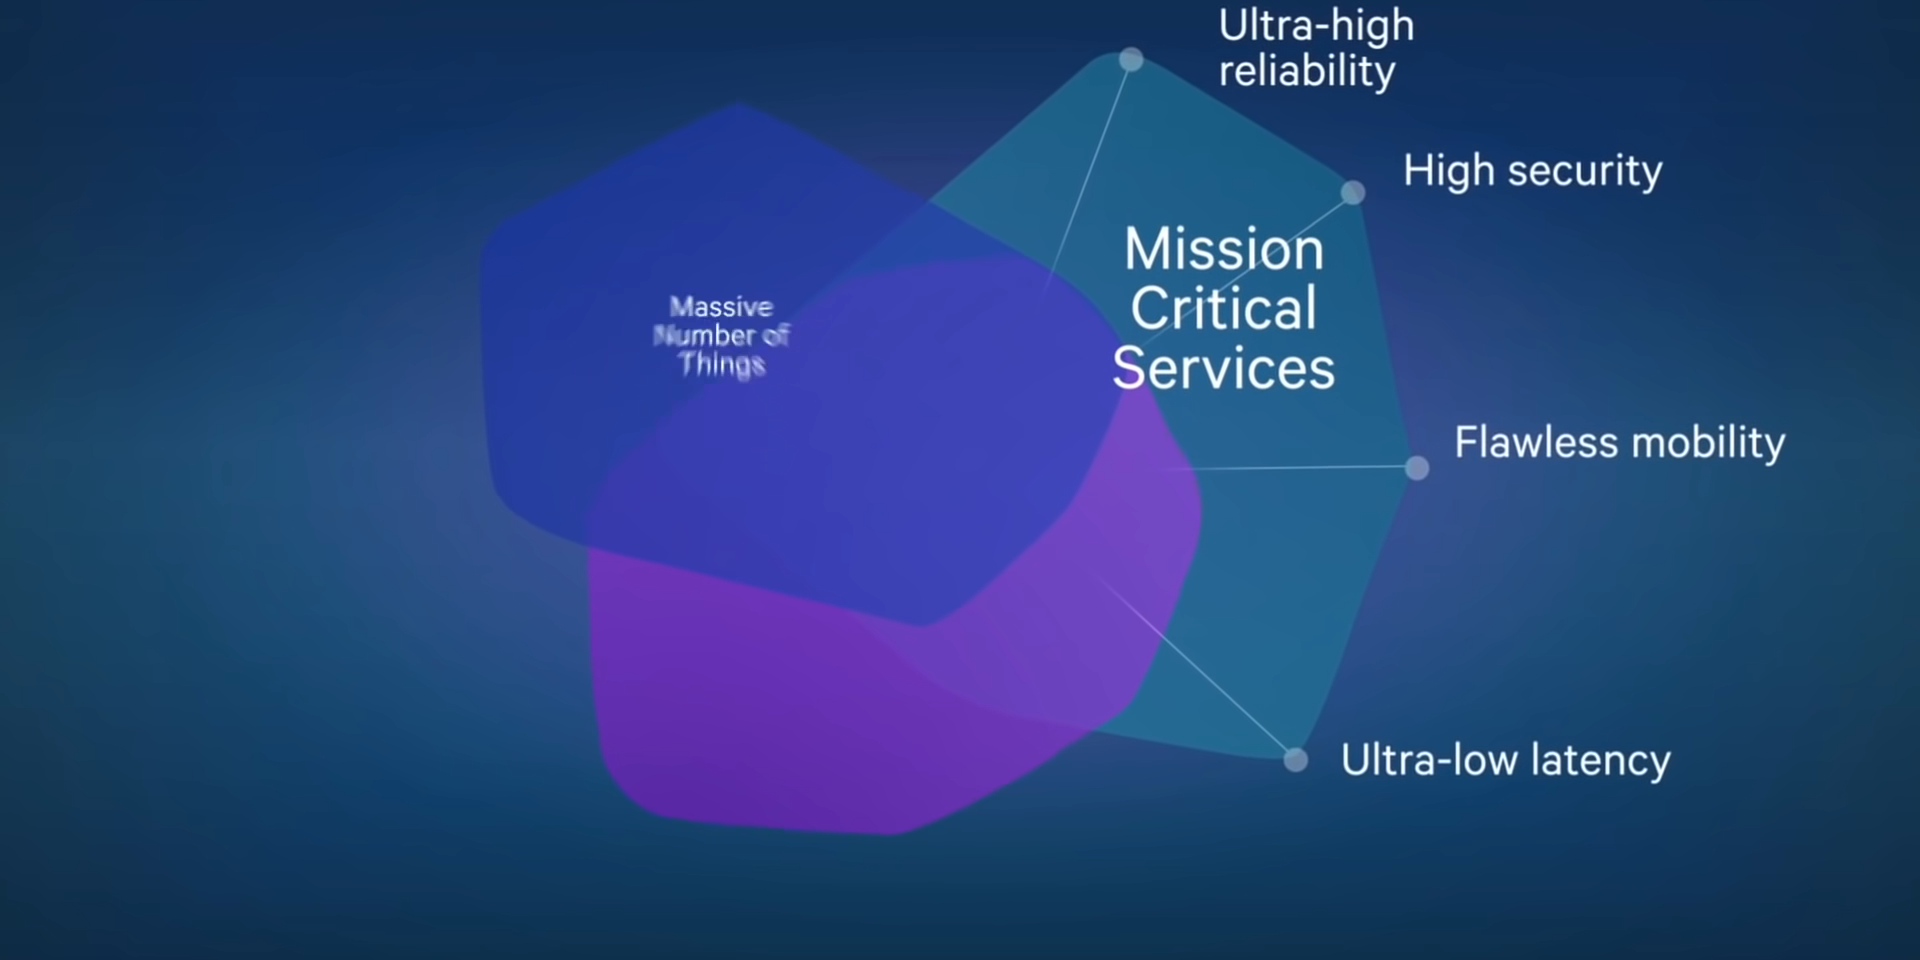 Ultra-high
reliability
High security
Mission
Critical
Services
Massive
Number of
Things
Flawless mobility
Ultra-low latency